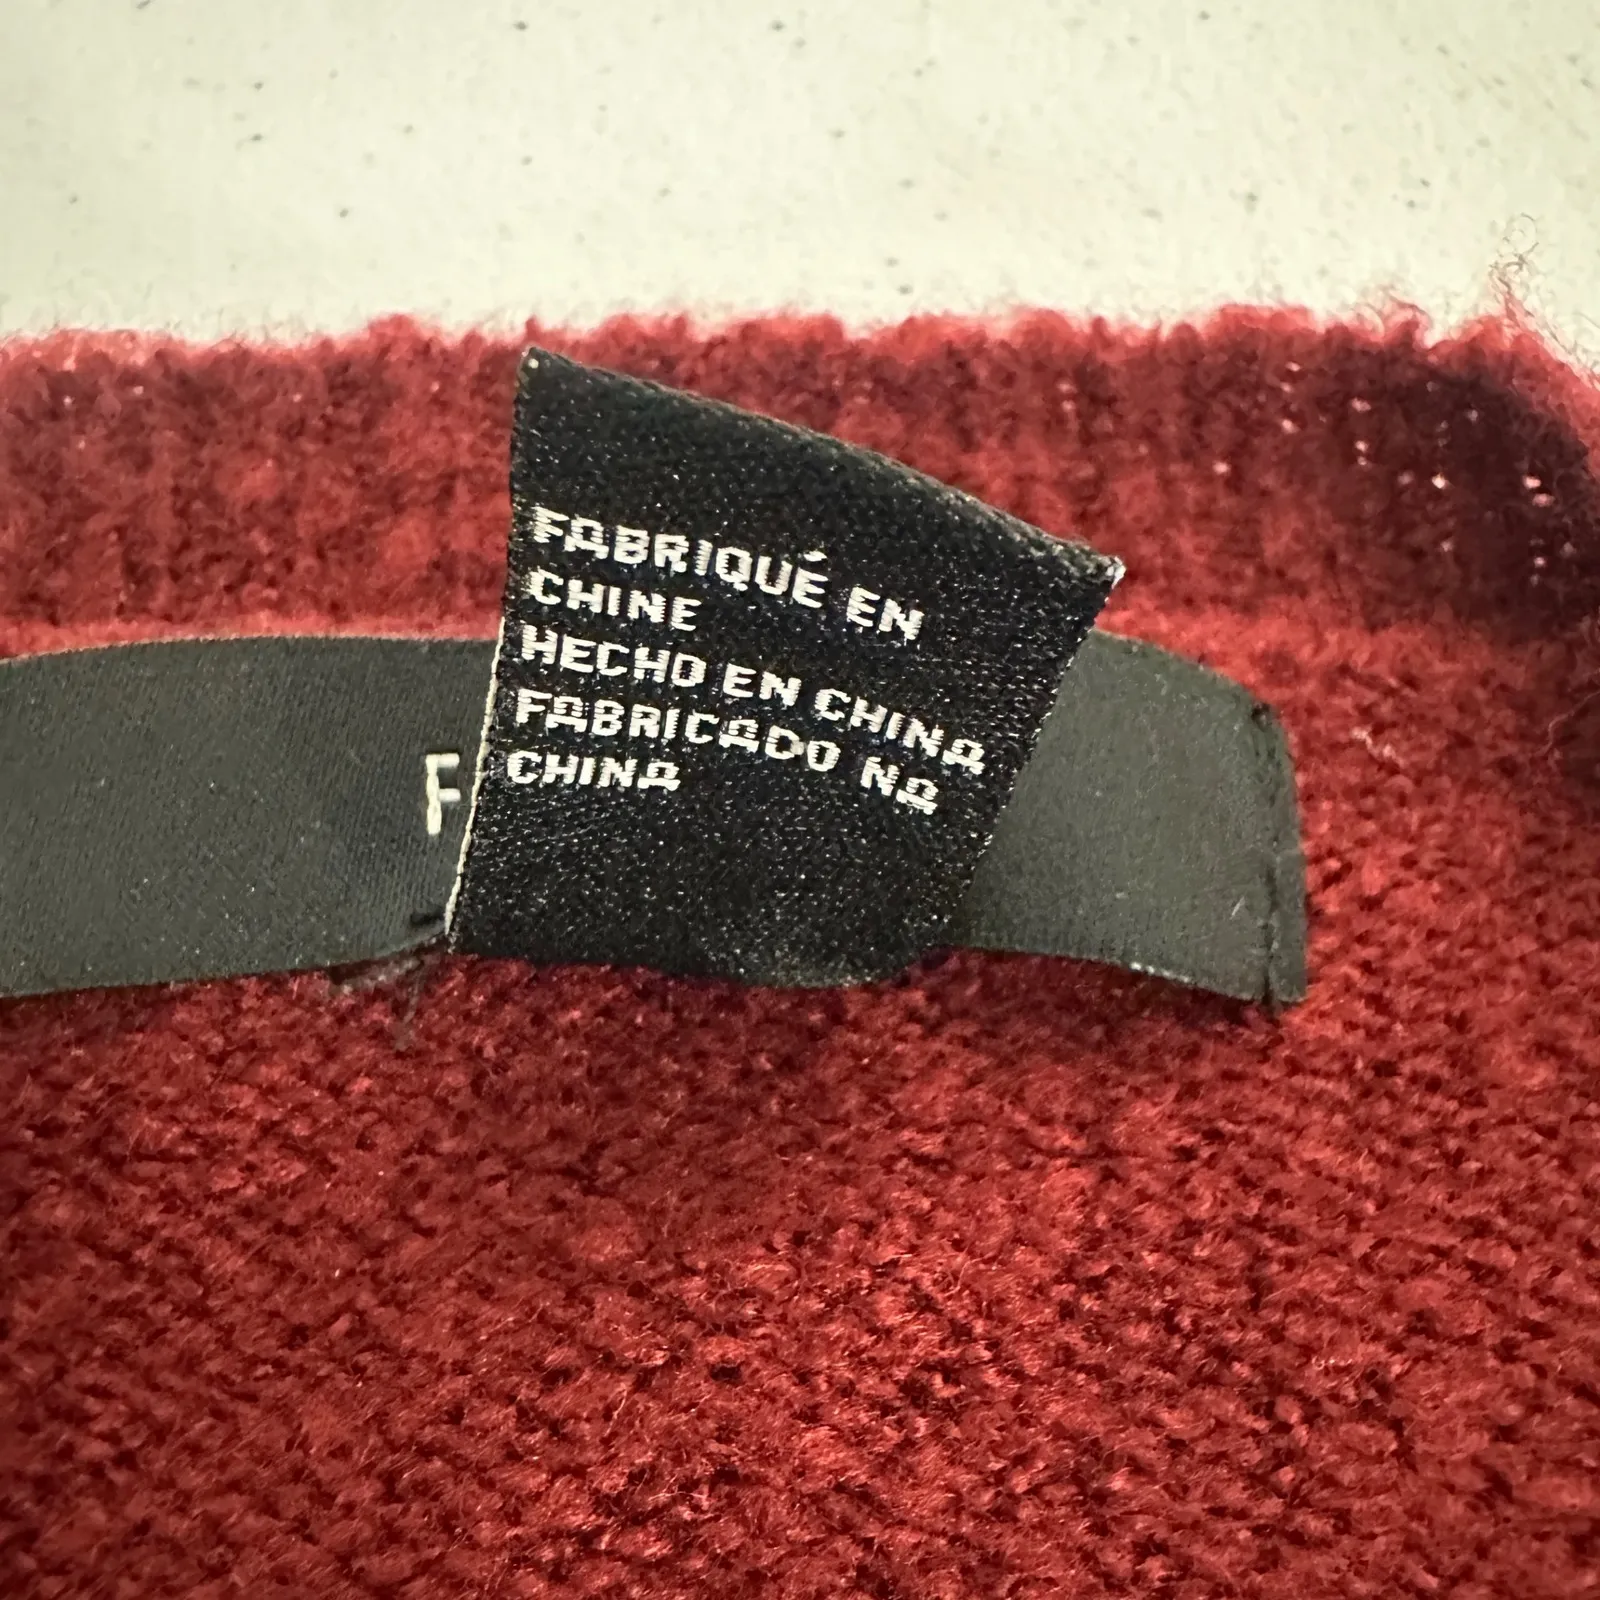 FABRIQUÉ EN
CHINE
HECHO EN CHINA
FABRICADO NA
CHINA
F